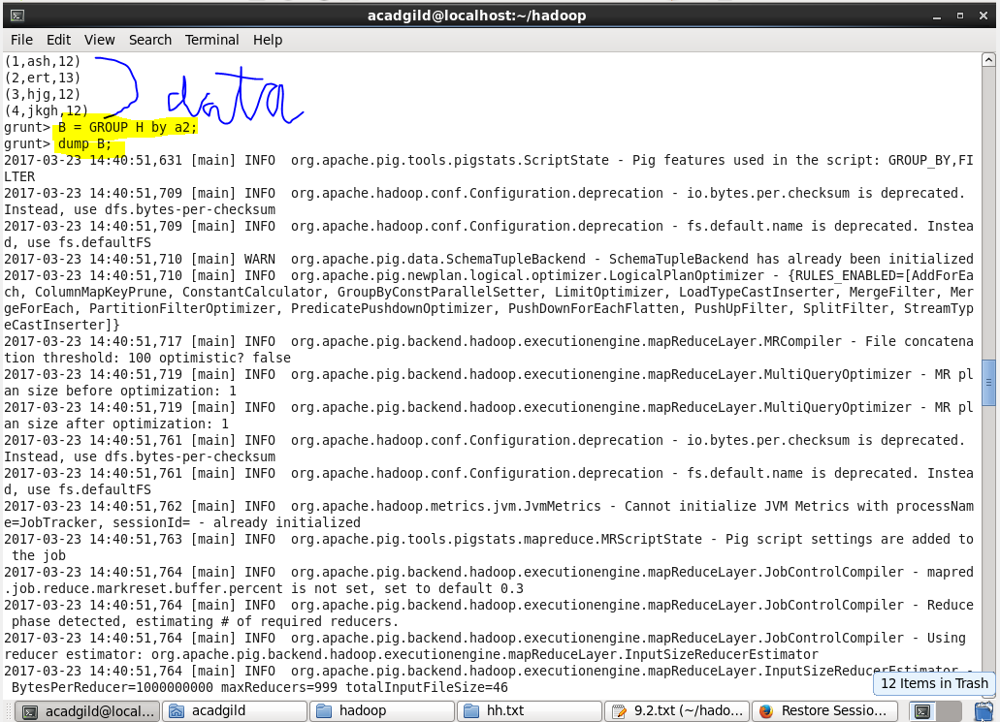 acadgild@localhost:~/hadoop
File Edit View Search Terminal Help
(1,ash,12)
(2,ert,13)
(3,hjg,12)
(4,jkgh,12)
data
grunt> B = GROUP H by a2;
grunt> dump B;
2017-03-23 14:40:51,631 [main] INFO  org.apache.pig.tools.pigstats.ScriptState - Pig features used in the script: GROUP_BY,FI
LTER
2017-03-23 14:40:51,709 [main] INFO  org.apache.hadoop.conf.Configuration.deprecation - io.bytes.per.checksum is deprecated.
Instead, use dfs.bytes-per-checksum
2017-03-23 14:40:51,709 [main] INFO  org.apache.hadoop.conf.Configuration.deprecation - fs.default.name is deprecated. Instea
d, use fs.defaultFS
2017-03-23 14:40:51,710 [main] WARN  org.apache.pig.data.SchemaTupleBackend - SchemaTupleBackend has already been initialized
2017-03-23 14:40:51,710 [main] INFO  org.apache.pig.newplan.logical.optimizer.LogicalPlanOptimizer - {RULES_ENABLED=[AddForEa
ch, ColumnMapKeyPrune, ConstantCalculator, GroupByConstParallelSetter, LimitOptimizer, LoadTypeCastInserter, MergeFilter, Mer
geForEach, PartitionFilterOptimizer, PredicatePushdownOptimizer, PushDownForEachFlatten, PushUpFilter, SplitFilter, StreamTyp
eCastInserter]}
2017-03-23 14:40:51,717 [main] INFO  org.apache.pig.backend.hadoop.executionengine.mapReduceLayer.MRCompiler - File concatena
tion threshold: 100 optimistic? false
2017-03-23 14:40:51,719 [main] INFO  org.apache.pig.backend.hadoop.executionengine.mapReduceLayer.MultiQueryOptimizer - MR pl
an size before optimization: 1
2017-03-23 14:40:51,719 [main] INFO  org.apache.pig.backend.hadoop.executionengine.mapReduceLayer.MultiQueryOptimizer - MR pl
an size after optimization: 1
2017-03-23 14:40:51,761 [main] INFO  org.apache.hadoop.conf.Configuration.deprecation - io.bytes.per.checksum is deprecated.
Instead, use dfs.bytes-per-checksum
2017-03-23 14:40:51,761 [main] INFO  org.apache.hadoop.conf.Configuration.deprecation - fs.default.name is deprecated. Instea
d, use fs.defaultFS
2017-03-23 14:40:51,762 [main] INFO  org.apache.hadoop.metrics.jvm.JvmMetrics - Cannot initialize JVM Metrics with processNam
e=JobTracker, sessionId= - already initialized
2017-03-23 14:40:51,763 [main] INFO  org.apache.pig.tools.pigstats.mapreduce.MRScriptState - Pig script settings are added to
the job
2017-03-23 14:40:51,764 [main] INFO  org.apache.pig.backend.hadoop.executionengine.mapReduceLayer.JobControlCompiler - mapred
.job.reduce.markreset.buffer.percent is not set, set to default 0.3
2017-03-23 14:40:51,764 [main] INFO  org.apache.pig.backend.hadoop.executionengine.mapReduceLayer.JobControlCompiler - Reduce
phase detected, estimating # of required reducers.
2017-03-23 14:40:51,764 [main] INFO  org.apache.pig.backend.hadoop.executionengine.mapReduceLayer.JobControlCompiler - Using
reducer estimator: org.apache.pig.backend.hadoop.executionengine.mapReduceLayer.InputSizeReducerEstimator
2017-03-23 14:40:51,764 [main] INFO  org.apache.pig.backend.hadoop.executionengine.mapReduceLayer.InputSizeReducerEstimator -
BytesPerReducer=1000000000 maxReducers=999 totalInputFileSize=46
12 Items in Trash
acadgild@local... acadgild hadoop hh.txt 9.2.txt (~/hado... Restore Sessio...